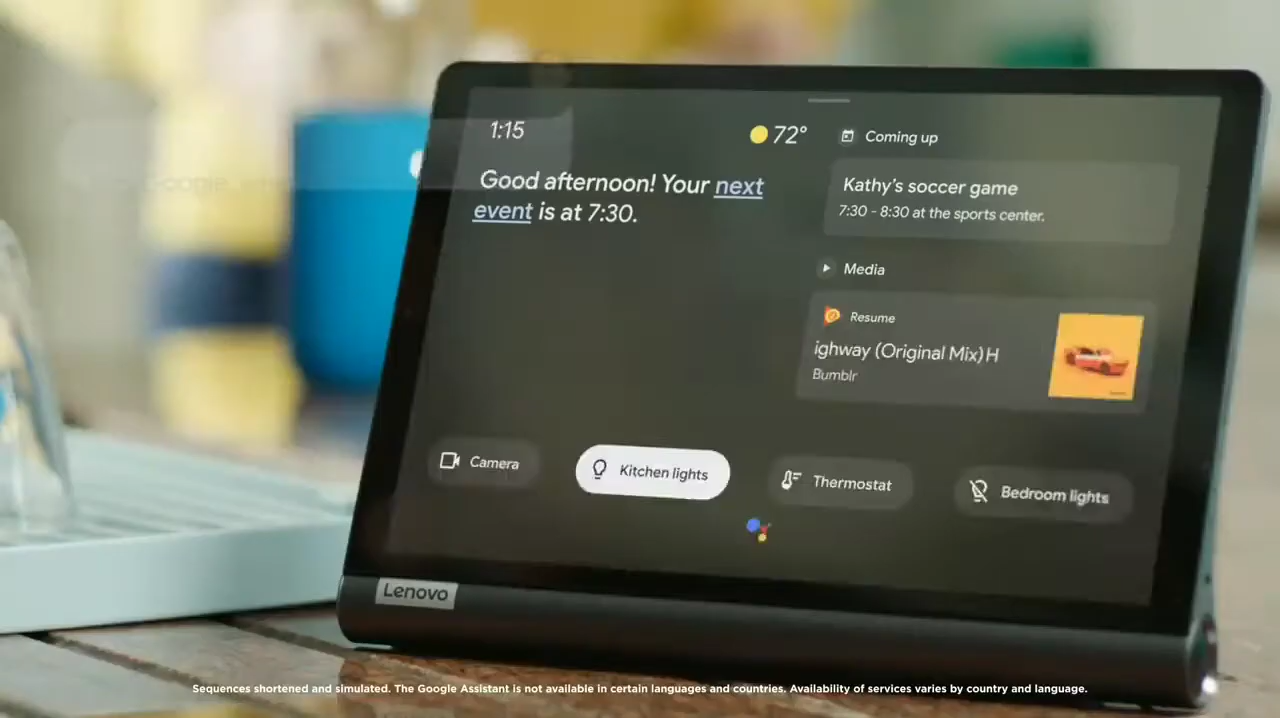 1:15
72°
Good afternoon! Your next
event is at 7:30.
Coming up
Kathy's soccer game
7:30 - 8:30 at the sports center.
Media
Resume
ighway (Original Mix) H
Bumblr
Camera
Kitchen lights
Thermostat
Bedroom lights
Lenovo
Sequences shortened and simulated. The Google Assistant is not available in certain languages and countries. Availability of services varies by country and language.